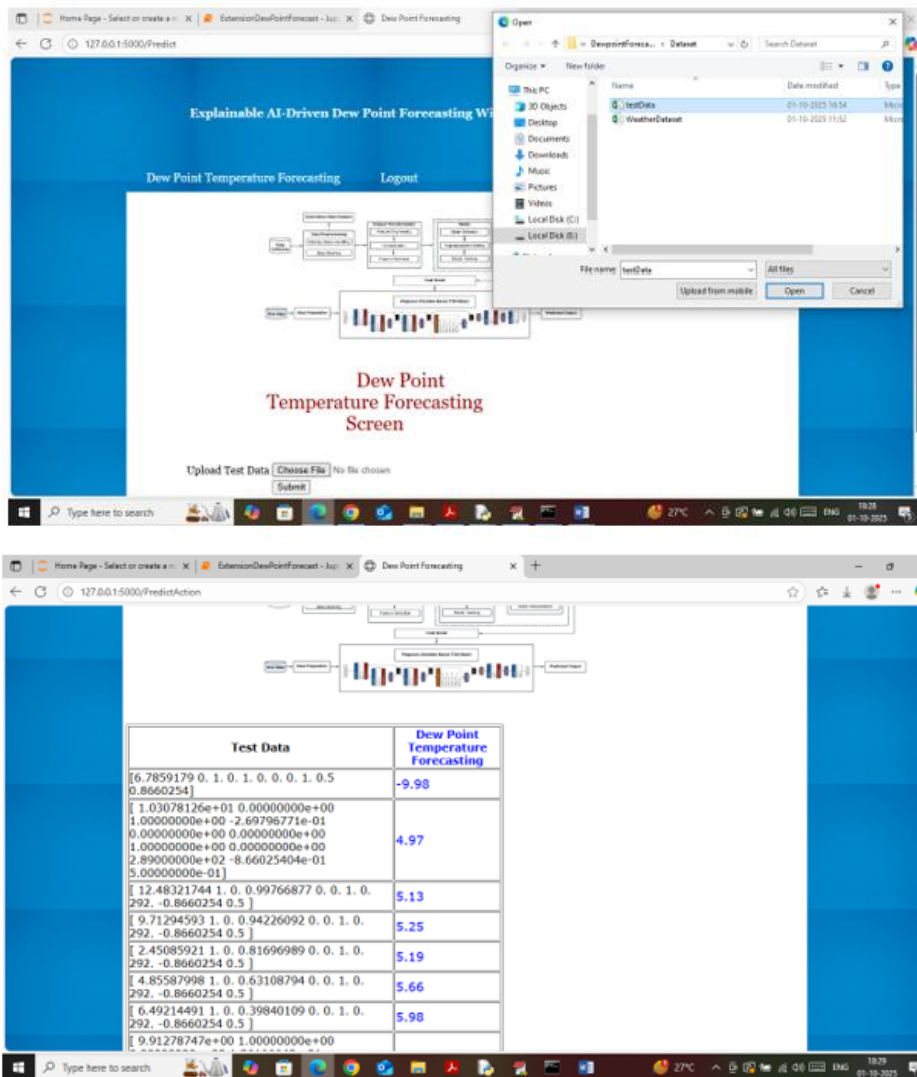 Home Page - Select or create a n
ExtensionDewPointForecast - Jup
Dew Point Forecasting
127.0.0.1:5000/Predict
Open
Dataset
Search Dataset
Organize
New folder
This PC
3D Objects
Desktop
Documents
Downloads
Music
Pictures
Videos
Local Disk (C:)
Name
Date modified
Type
testData
01-10-2025 16:54
WeatherDataset
01-10-2025 11:52
File name:
testData
All files
Upload from mobile
Open
Cancel
Explainable AI-Driven Dew Point Forecasting Wi
Dew Point Temperature Forecasting
Logout
Dew Point
Temperature Forecasting
Screen
Upload Test Data Choose File No file chosen
Submit
Type here to search
27°C
ENG
18:28
01-10-2025
Home Page - Select or create a n
ExtensionDewPointForecast - Jup
Dew Point Forecasting
127.0.0.1:5000/PredictAction
Test Data
Dew Point
Temperature
Forecasting
[6.7859179 0. 1. 0. 1. 0. 0. 0. 1. 0.5
0.8660254]
-9.98
[ 1.03078126e+01 0.00000000e+00
1.00000000e+00 -2.69796771e-01
0.00000000e+00 0.00000000e+00
1.00000000e+00 0.00000000e+00
2.89000000e+02 -8.66025404e-01
5.00000000e-01]
4.97
[ 12.48321744 1. 0. 0.99766877 0. 0. 1. 0.
292. -0.8660254 0.5 ]
5.13
[ 9.71294593 1. 0. 0.94226092 0. 0. 1. 0.
292. -0.8660254 0.5 ]
5.25
[ 2.45085921 1. 0. 0.81696989 0. 0. 1. 0.
292. -0.8660254 0.5 ]
5.19
[ 4.85587998 1. 0. 0.63108794 0. 0. 1. 0.
292. -0.8660254 0.5 ]
5.66
[ 6.49214491 1. 0. 0.39840109 0. 0. 1. 0.
292. -0.8660254 0.5 ]
5.98
[ 9.91278747e+00 1.00000000e+00
Type here to search
27°C
ENG
18:29
01-10-2025